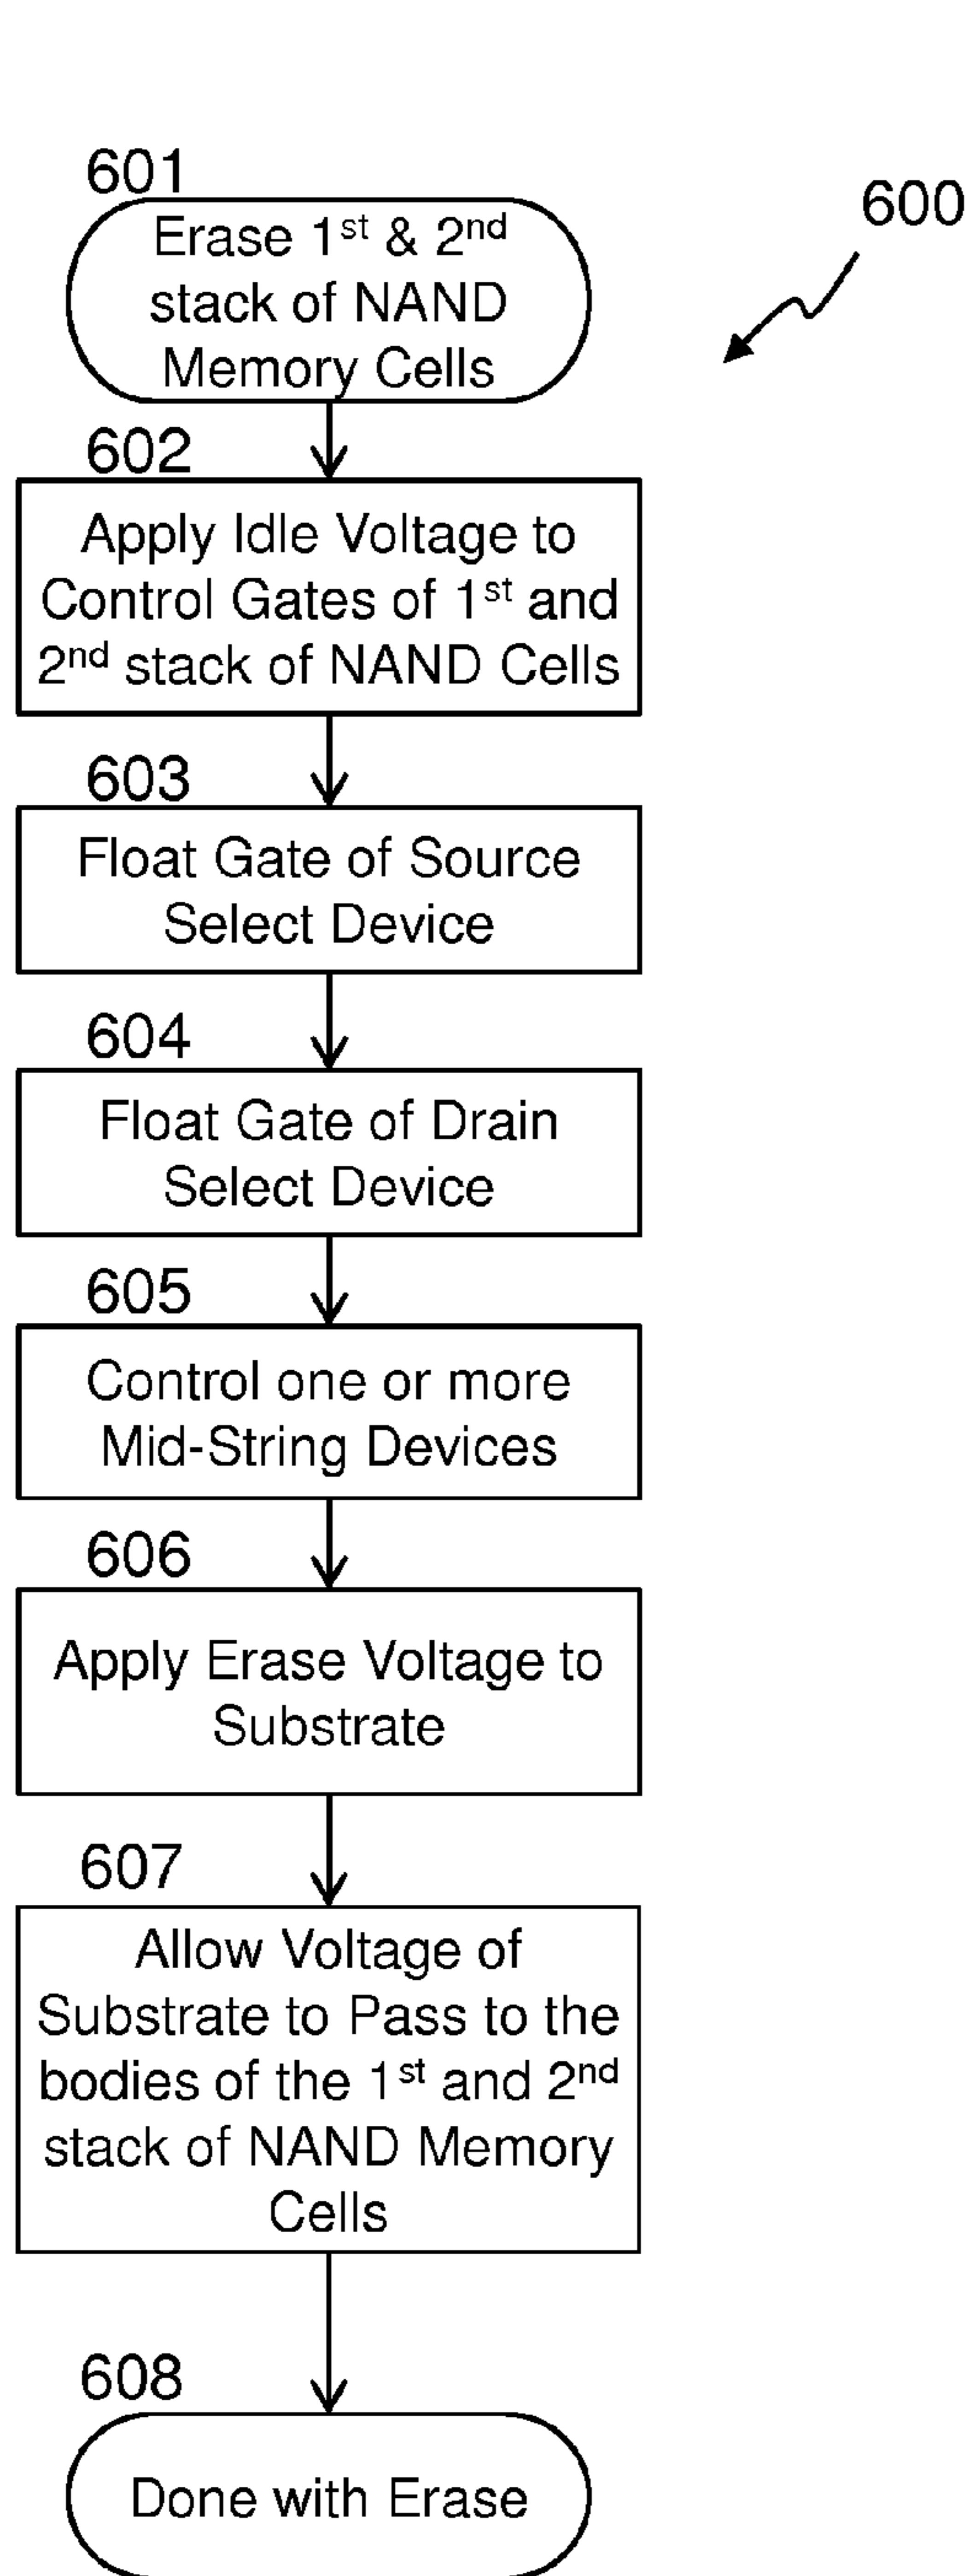 601
600
Erase 1st & 2nd
stack of NAND
Memory Cells
602
Apply Idle Voltage to
Control Gates of 1st and
2nd stack of NAND Cells
603
Float Gate of Source
Select Device
604
Float Gate of Drain
Select Device
605
Control one or more
Mid-String Devices
606
Apply Erase Voltage to
Substrate
607
Allow Voltage of
Substrate to Pass to the
bodies of the 1st and 2nd
stack of NAND Memory
Cells
608
Done with Erase